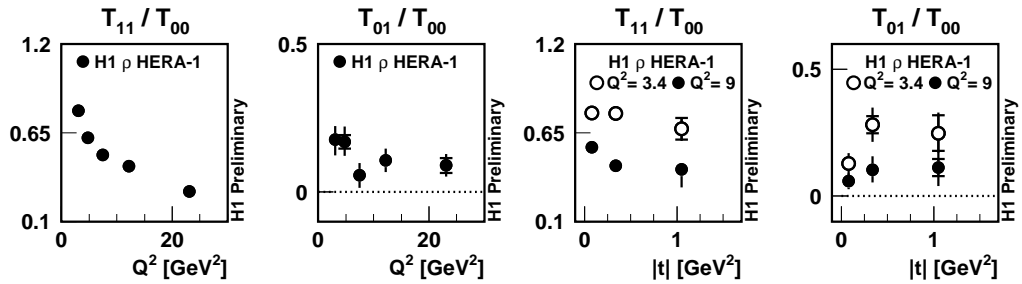 T11 / T00
1.2
H1 ρ HERA-1
0.65
0.1
0
20
Q2 [GeV2]
H1 Preliminary
T01 / T00
0.5
H1 ρ HERA-1
0
0
20
Q2 [GeV2]
H1 Preliminary
T11 / T00
1.2
H1 ρ HERA-1
Q2= 3.4 Q2= 9
0.65
0.1
0
1
|t| [GeV2]
H1 Preliminary
T01 / T00
H1 ρ HERA-1
0.5
Q2= 3.4 Q2= 9
0
0
1
|t| [GeV2]
H1 Preliminary